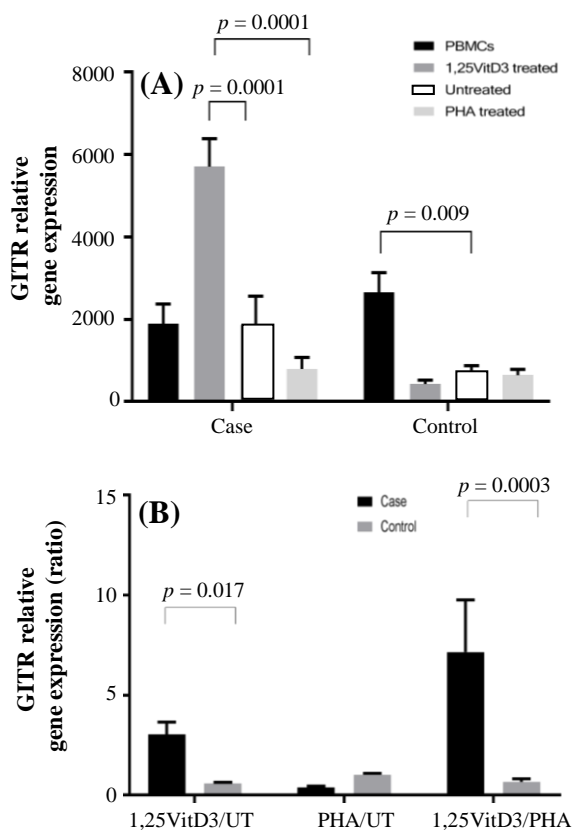 p = 0.0001
PBMCs
1,25VitD3 treated
Untreated
PHA treated
(A)
p = 0.0001
p = 0.009
8000
6000
4000
2000
0
GITR relative
gene expression
Case
Control
(B)
Case
Control
p = 0.0003
p = 0.017
15
10
5
0
GITR relative
gene expression (ratio)
1,25VitD3/UT
PHA/UT
1,25VitD3/PHA